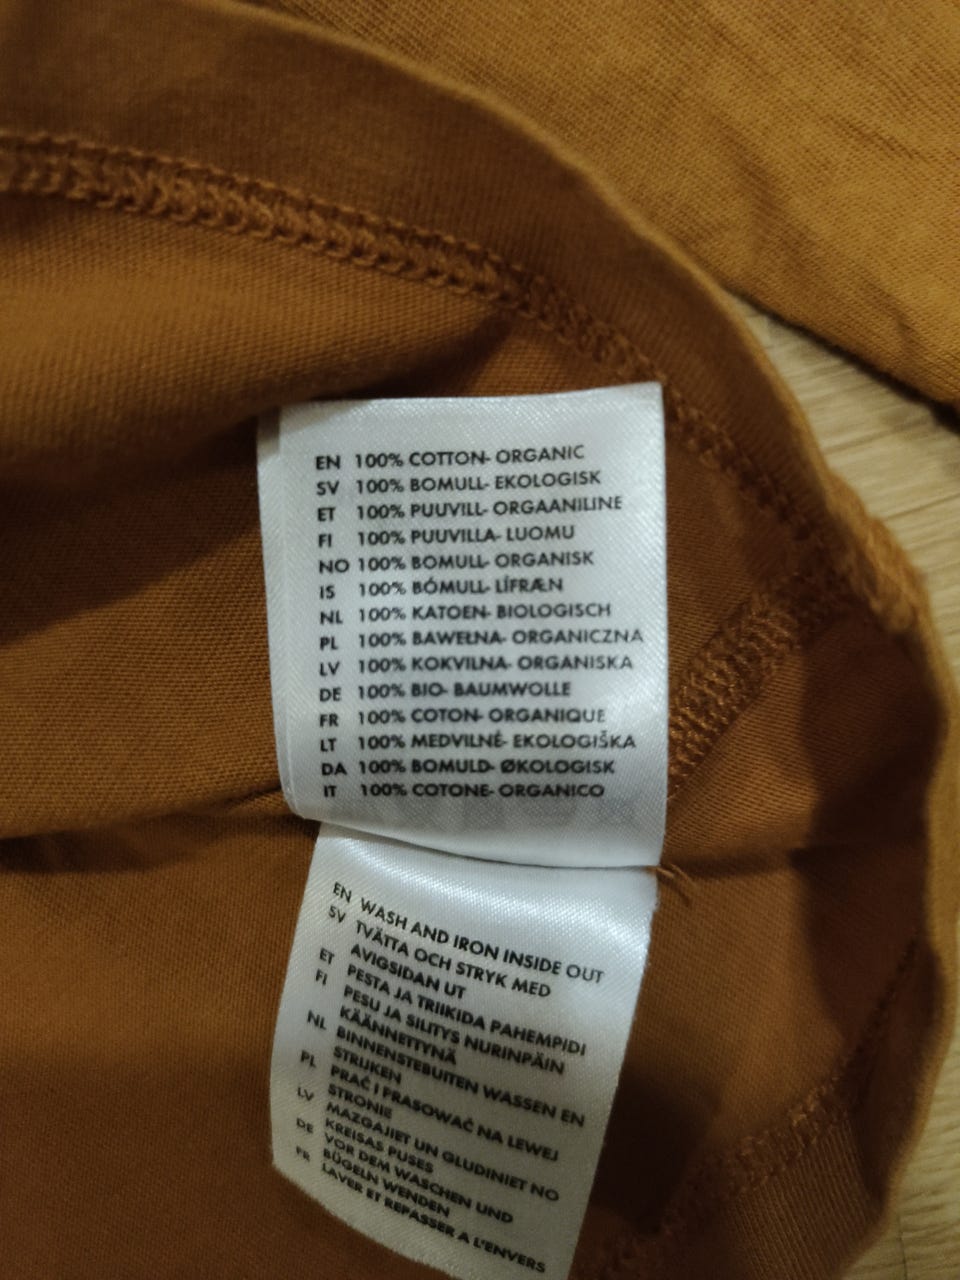 EN 100% COTTON- ORGANIC
SV 100% BOMULL- EKOLOGISK
ET 100% PUUVILL- ORGAANILINE
FI 100% PUUVILLA- LUOMU
NO 100% BOMULL- ORGANISK
IS 100% BÓMULL- LÍFRÆN
NL 100% KATOEN- BIOLOGISCH
PL 100% BAWEŁNA- ORGANICZNA
LV 100% KOKVILNA- ORGANISKA
DE 100% BIO- BAUMWOLLE
FR 100% COTON- ORGANIQUE
LT 100% MEDVILNĖ- EKOLOGIŠKA
DA 100% BOMULD- ØKOLOGISK
IT 100% COTONE- ORGANICO
EN WASH AND IRON INSIDE OUT
SV TVÄTTA OCH STRYK MED
AVIGSIDAN UT
ET PESTA JA TRIIKIDA PAHEMPIDI
FI PESU JA SILITYS NURINPÄIN
KÄÄNNETTYNÄ
NL BINNENSTEBUITEN WASSEN EN
STRIJKEN
PL PRAĆ I PRASOWAĆ NA LEWEJ
STRONIE
LV MAZGAJIET UN GLUDINIET NO
KREISAS PUSES
DE VOR DEM WASCHEN UND
BÜGELN WENDEN
FR LAVER ET REPASSER A L'ENVERS